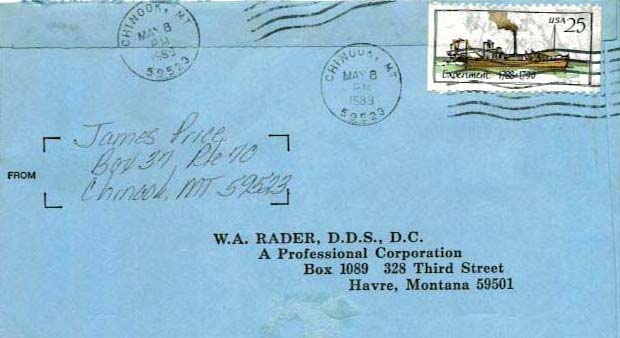 CHINOOK, MT
MAY 8
PM
1989
59523
CHINOOK, MT
MAY 8
PM
1989
59523
USA 25
Experiment 1788-1790
FROM
James Price
Box 37 Rte 70
Chinook, MT 59523
W.A. RADER, D.D.S., D.C.
A Professional Corporation
Box 1089 328 Third Street
Havre, Montana 59501